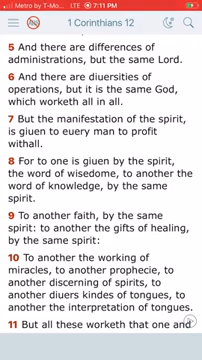 Metro by T-Mo...
7:11 PM
1 Corinthians 12
5 And there are differences of
administrations, but the same Lord.
6 And there are diuersities of
operations, but it is the same God,
which worketh all in all.
7 But the manifestation of the spirit,
is giuen to euery man to profit
withall.
8 For to one is giuen by the spirit,
the word of wisedome, to another the
word of knowledge, by the same
spirit.
9 To another faith, by the same
spirit: to another the gifts of healing,
by the same spirit:
10 To another the working of
miracles, to another prophecie, to
another discerning of spirits, to
another diuers kindes of tongues, to
another the interpretation of tongues.
11 But all these worketh that one and